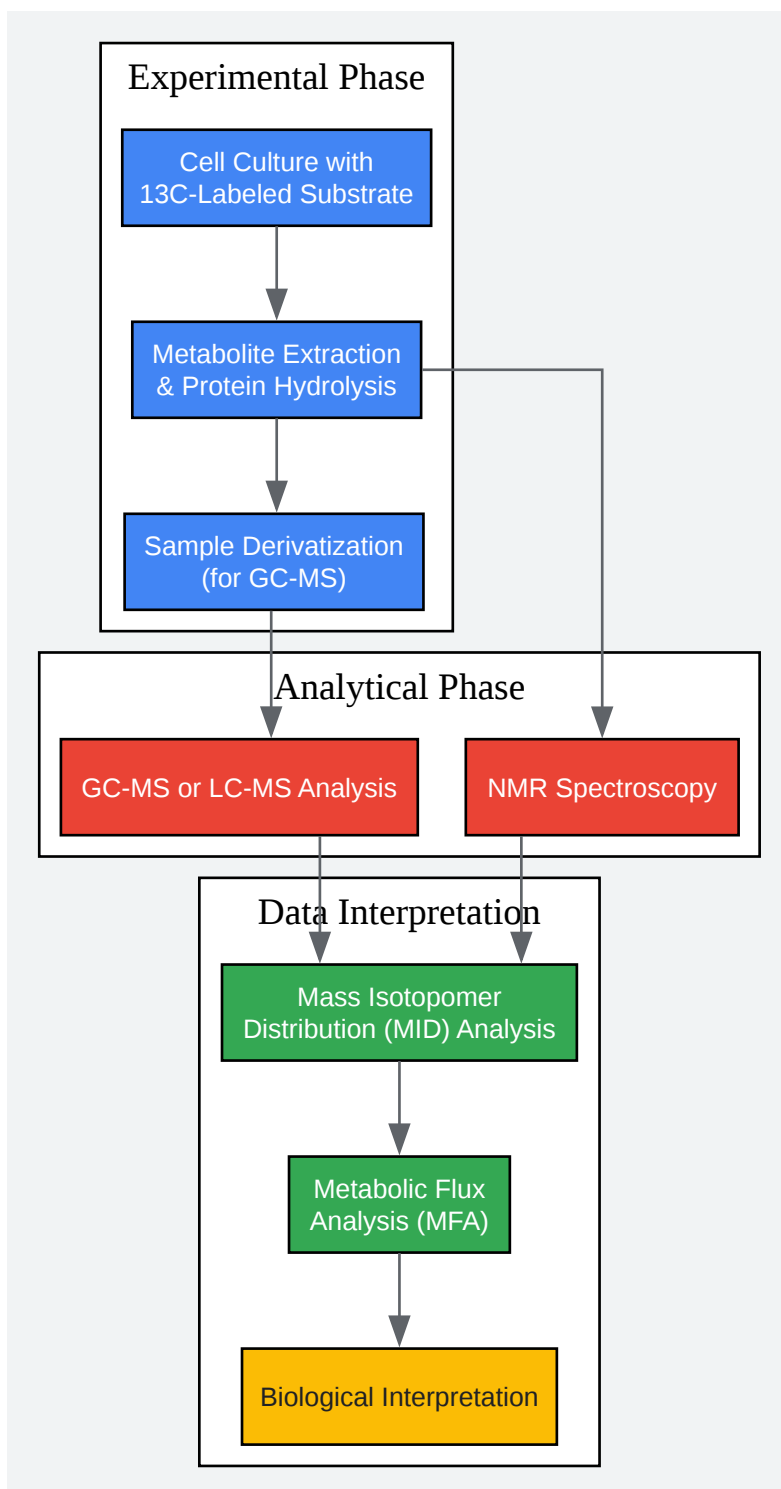 Experimental Phase
Cell Culture with
13C-Labeled Substrate
Metabolite Extraction
& Protein Hydrolysis
Sample Derivatization
(for GC-MS)
Analytical Phase
GC-MS or LC-MS Analysis
NMR Spectroscopy
Data Interpretation
Mass Isotopomer
Distribution (MID) Analysis
Metabolic Flux
Analysis (MFA)
Biological Interpretation